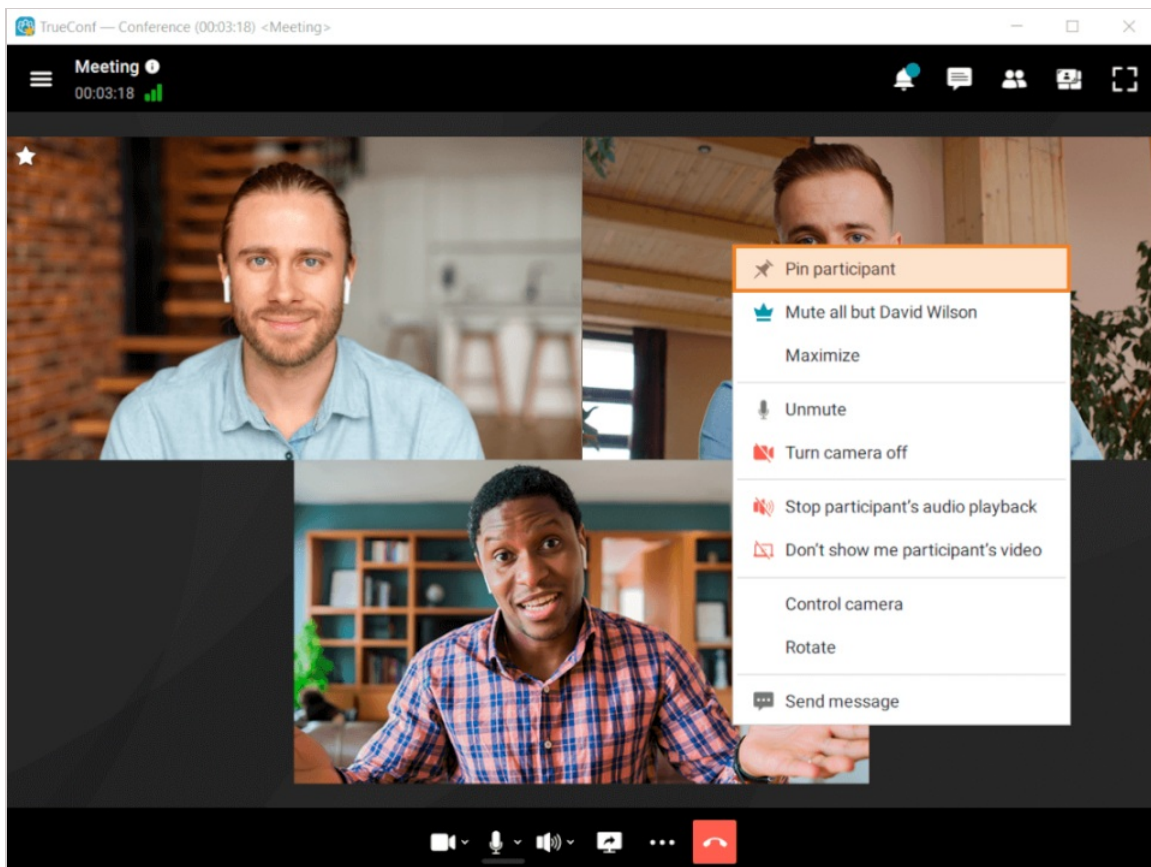 TrueConf — Conference (00:03:18) <Meeting>
Meeting
00:03:18
Pin participant
Mute all but David Wilson
Maximize
Unmute
Turn camera off
Stop participant's audio playback
Don't show me participant's video
Control camera
Rotate
Send message